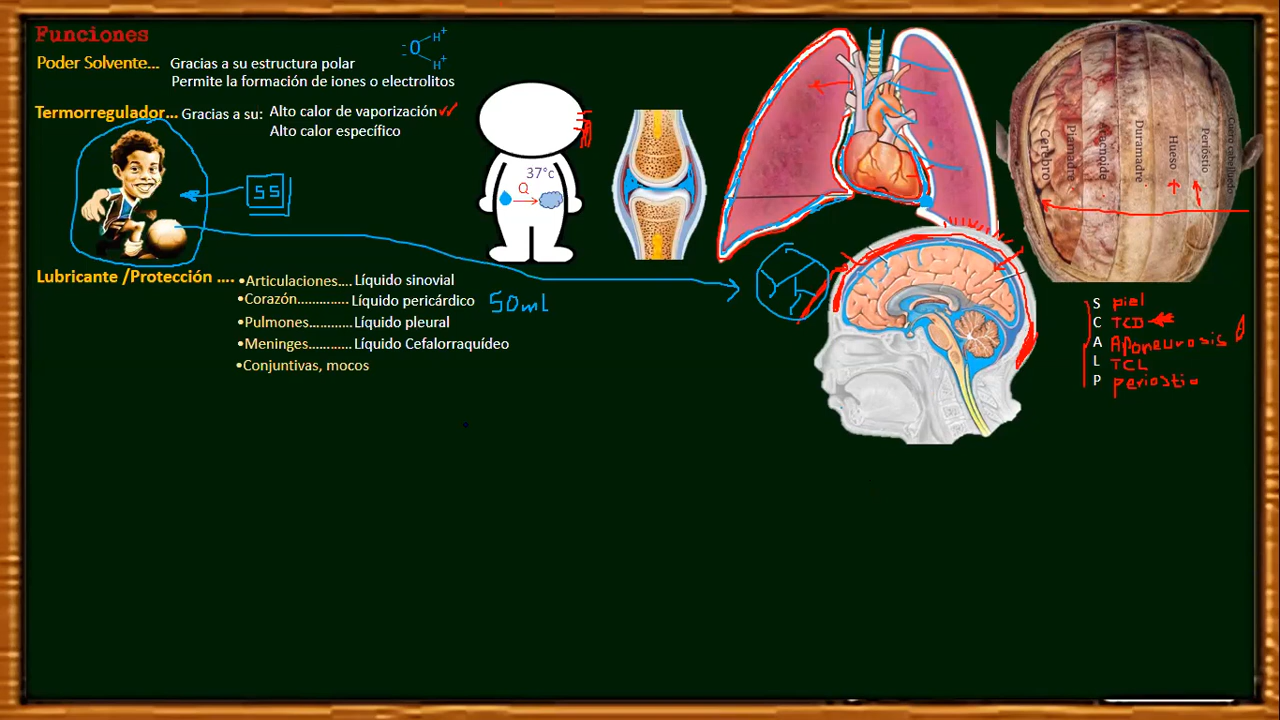 Funciones
Poder Solvente... Gracias a su estructura polar
Permite la formación de iones o electrolitos
:O H+
H+
Termorregulador... Gracias a su: Alto calor de vaporización
Alto calor específico
55
37°c
Q
Lubricante /Protección ....
•Articulaciones.... Líquido sinovial
•Corazón.............. Líquido pericárdico 50ml
•Pulmones............ Líquido pleural
•Meninges............ Líquido Cefalorraquídeo
•Conjuntivas, mocos
Cerebro
Piamadre
Aracnoide
Duramadre
Hueso
Perióstio
Cuero cabelludo
S piel
C TCD
A Aponeurosis
L TCL
P periostio